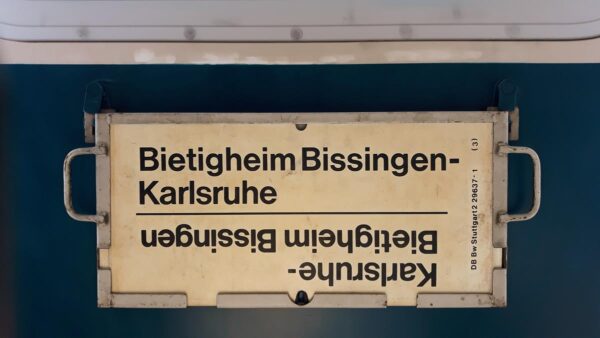 Bietigheim Bissingen-
Karlsruhe
Karlsruhe-
Bietigheim Bissingen
DB Bw Stuttgart 2 29637-1 (3)